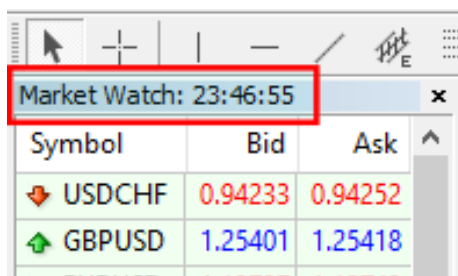 E
Market Watch: 23:46:55
Symbol Bid Ask
USDCHF 0.94233 0.94252
GBPUSD 1.25401 1.25418